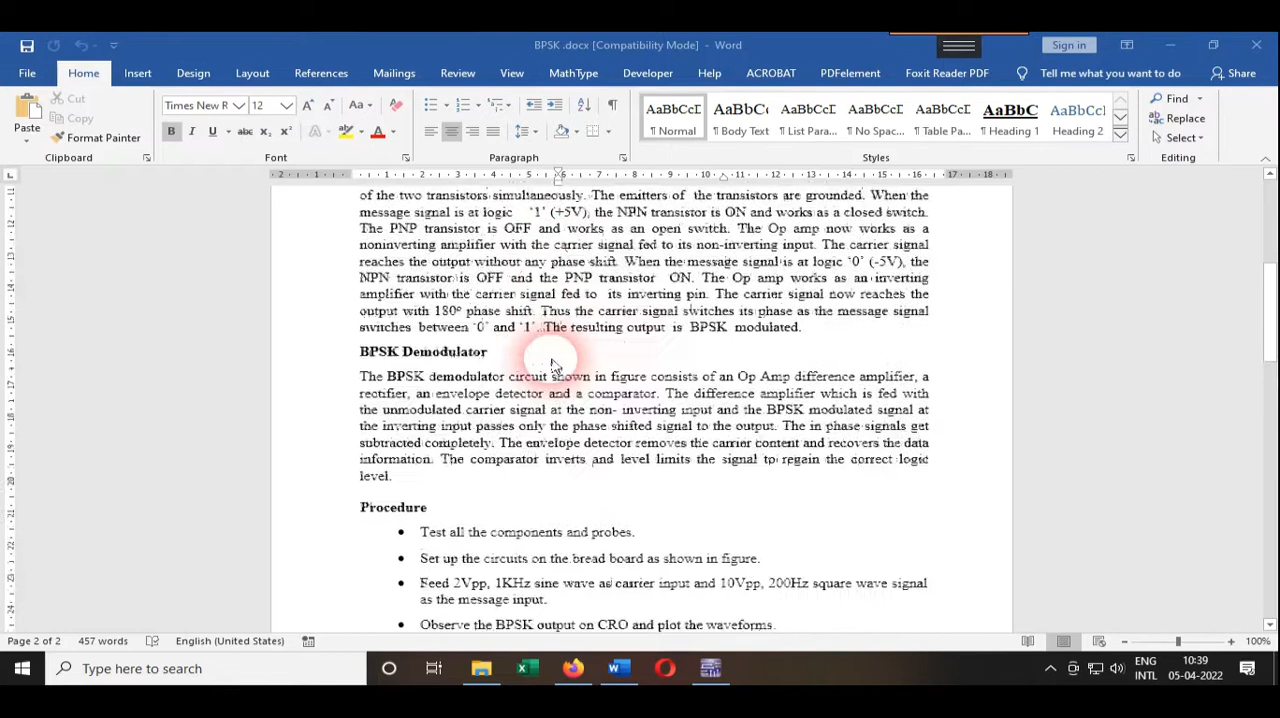 BPSK .docx [Compatibility Mode] - Word
Sign in
File Home Insert Design Layout References Mailings Review View MathType Developer Help ACROBAT PDFelement Foxit Reader PDF Tell me what you want to do Share
Paste
Cut
Copy
Format Painter
Clipboard
Times New R 12
Font
Paragraph
AaBbCcD AaBbCc AaBbCcDc AaBbCcDc AaBbCcDd AaBbC AaBbCcI
¶ Normal ¶ Body Text ¶ List Para... ¶ No Spac... ¶ Table Pa... ¶ Heading 1 Heading 2
Styles
Find
Replace
Select
Editing
of the two transistors simultaneously. The emitters of the transistors are grounded. When the
message signal is at logic ‘1’ (+5V), the NPN transistor is ON and works as a closed switch.
The PNP transistor is OFF and works as an open switch. The Op amp now works as a
noninverting amplifier with the carrier signal fed to its non-inverting input. The carrier signal
reaches the output without any phase shift. When the message signal is at logic ‘0’ (-5V), the
NPN transistor is OFF and the PNP transistor ON. The Op amp works as an inverting
amplifier with the carrier signal fed to its inverting pin. The carrier signal now reaches the
output with 180° phase shift. Thus the carrier signal switches its phase as the message signal
switches between ‘0’ and ‘1’. The resulting output is BPSK modulated.
BPSK Demodulator
The BPSK demodulator circuit shown in figure consists of an Op Amp difference amplifier, a
rectifier, an envelope detector and a comparator. The difference amplifier which is fed with
the unmodulated carrier signal at the non- inverting input and the BPSK modulated signal at
the inverting input passes only the phase shifted signal to the output. The in phase signals get
subtracted completely. The envelope detector removes the carrier content and recovers the data
information. The comparator inverts and level limits the signal to regain the correct logic
level.
Procedure
• Test all the components and probes.
• Set up the circuits on the bread board as shown in figure.
• Feed 2Vpp, 1KHz sine wave as carrier input and 10Vpp, 200Hz square wave signal
as the message input.
• Observe the BPSK output on CRO and plot the waveforms.
Page 2 of 2 457 words English (United States) 100%
Type here to search
ENG
INTL
10:39
05-04-2022